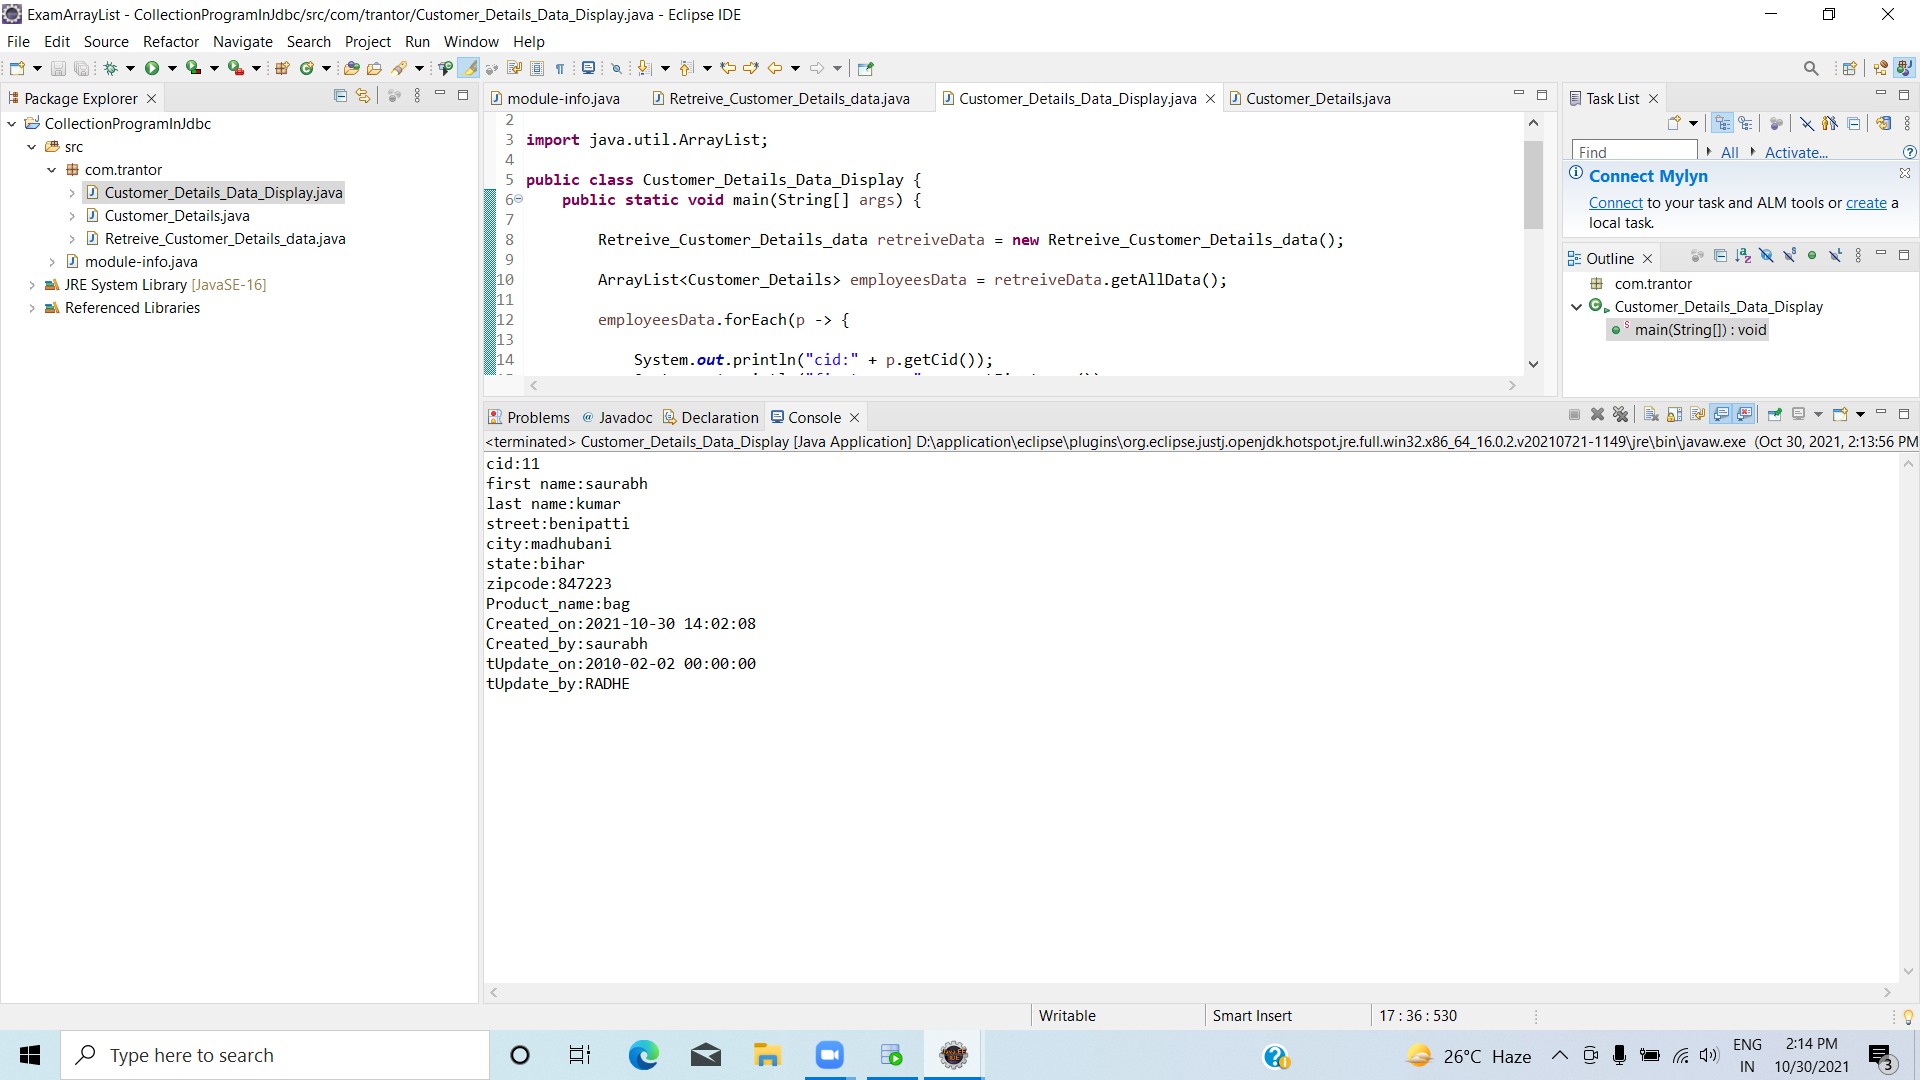 ExamArrayList - CollectionProgramInJdbc/src/com/trantor/Customer_Details_Data_Display.java - Eclipse IDE
File Edit Source Refactor Navigate Search Project Run Window Help
Package Explorer
CollectionProgramInJdbc
src
com.trantor
Customer_Details_Data_Display.java
Customer_Details.java
Retreive_Customer_Details_data.java
module-info.java
JRE System Library [JavaSE-16]
Referenced Libraries
module-info.java Retreive_Customer_Details_data.java Customer_Details_Data_Display.java Customer_Details.java
2
3 import java.util.ArrayList;
4
5 public class Customer_Details_Data_Display {
6 public static void main(String[] args) {
7
8 Retreive_Customer_Details_data retreiveData = new Retreive_Customer_Details_data();
9
10 ArrayList<Customer_Details> employeesData = retreiveData.getAllData();
11
12 employeesData.forEach(p -> {
13
14 System.out.println("cid:" + p.getCid());
Task List
Find All Activate...
Connect Mylyn
Connect to your task and ALM tools or create a
local task.
Outline
com.trantor
Customer_Details_Data_Display
main(String[]) : void
Problems Javadoc Declaration Console
<terminated> Customer_Details_Data_Display [Java Application] D:\application\eclipse\plugins\org.eclipse.justj.openjdk.hotspot.jre.full.win32.x86_64_16.0.2.v20210721-1149\jre\bin\javaw.exe (Oct 30, 2021, 2:13:56 PM
cid:11
first name:saurabh
last name:kumar
street:benipatti
city:madhubani
state:bihar
zipcode:847223
Product_name:bag
Created_on:2021-10-30 14:02:08
Created_by:saurabh
tUpdate_on:2010-02-02 00:00:00
tUpdate_by:RADHE
Writable Smart Insert 17 : 36 : 530
Type here to search
26°C Haze
ENG
IN
2:14 PM
10/30/2021
3